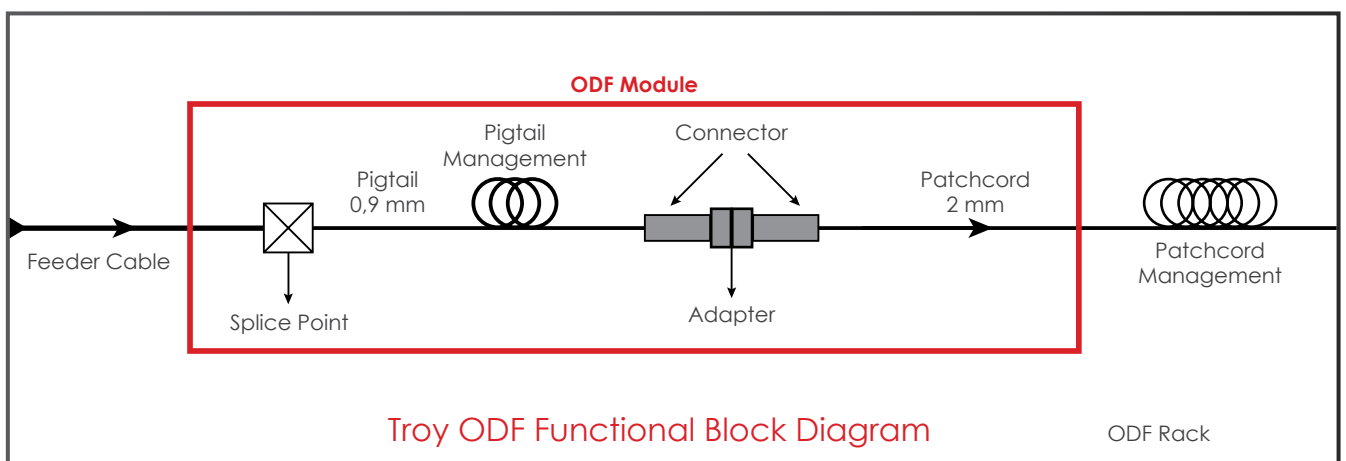 ODF Module
Pigtail
Management
Connector
Pigtail
0,9 mm
Patchcord
2 mm
Feeder Cable
Splice Point
Adapter
Patchcord
Management
Troy ODF Functional Block Diagram
ODF Rack